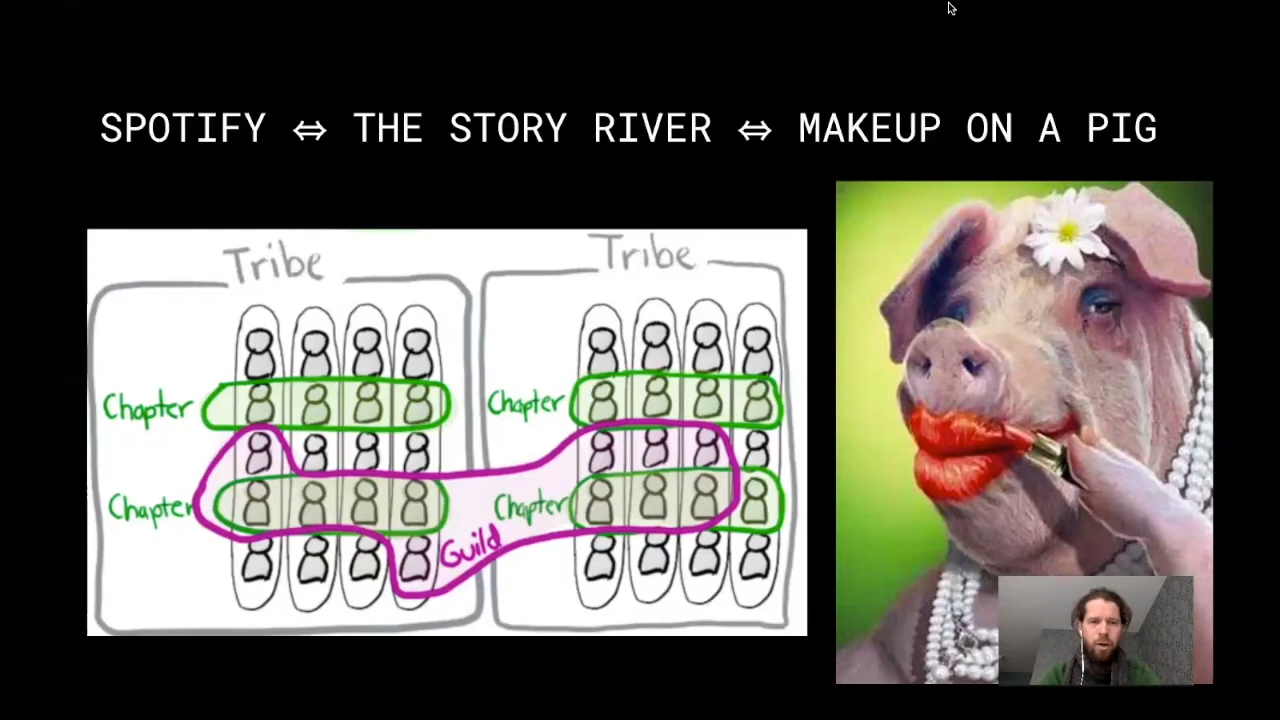 SPOTIFY ⇔ THE STORY RIVER ⇔ MAKEUP ON A PIG
Tribe
Tribe
Chapter
Chapter
Chapter
Chapter
Guild